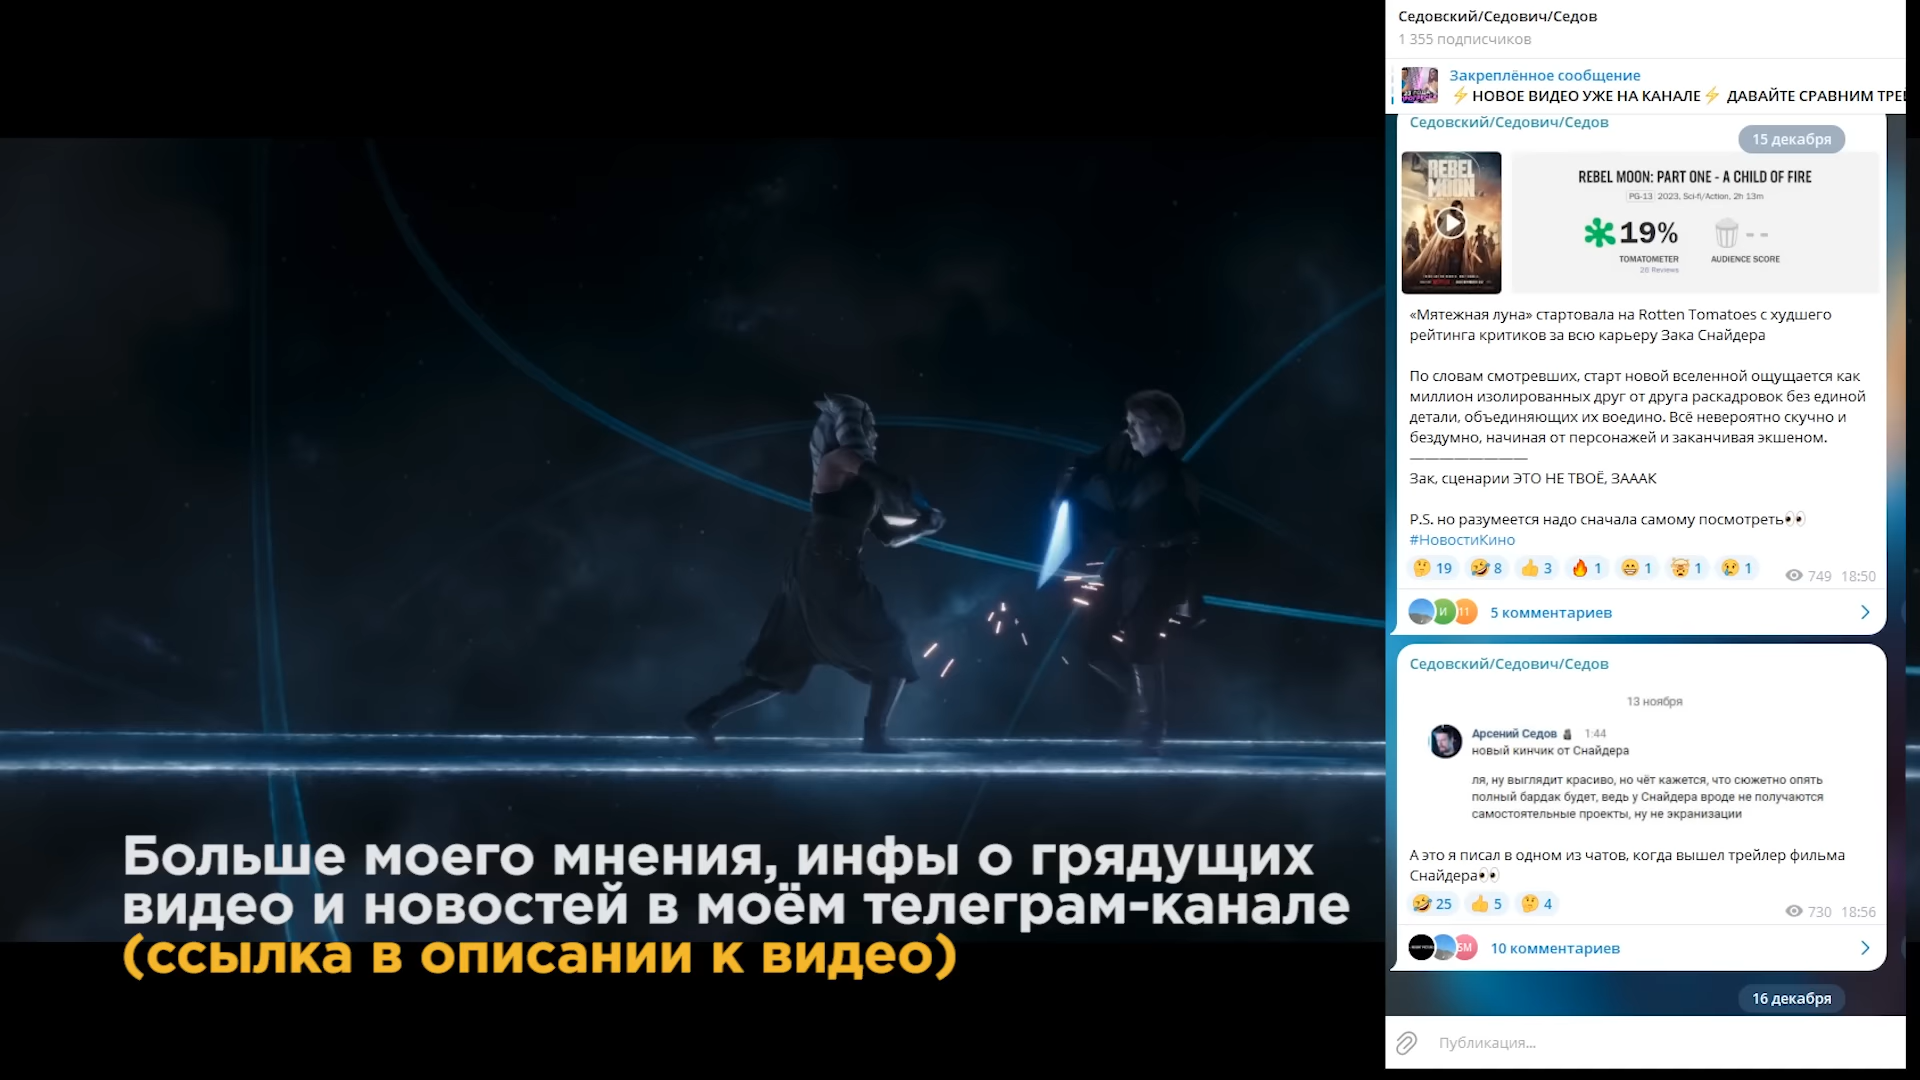 Седовский/Седович/Седов
1 355 подписчиков
Закреплённое сообщение
⚡НОВОЕ ВИДЕО УЖЕ НА КАНАЛЕ⚡ ДАВАЙТЕ СРАВНИМ
Седовский/Седович/Седов
15 декабря
REBEL MOON
REBEL MOON: PART ONE - A CHILD OF FIRE
PG-13 2023, Sci-fi/Action, 2h 13m
19% - -
TOMATOMETER AUDIENCE SCORE
26 Reviews
«Мятежная луна» стартовала на Rotten Tomatoes с худшего
рейтинга критиков за всю карьеру Зака Снайдера
По словам смотревших, старт новой вселенной ощущается как
миллион изолированных друг от друга раскадровок без единой
детали, объединяющих их воедино. Всё невероятно скучно и
бездумно, начиная от персонажей и заканчивая экшеном.
————————
Зак, сценарии ЭТО НЕ ТВОЁ, ЗАААК
P.S. но разумеется надо сначала самому посмотреть👀
#НовостиКино
🤔 19 🤣 8 👍 3 🔥 1 😁 1 🤯 1 😢 1 749 18:50
И 11 5 комментариев
Седовский/Седович/Седов
13 ноября
Арсений Седов 1:44
новый кинчик от Снайдера
ля, ну выглядит красиво, но чёт кажется, что сюжетно опять
полный бардак будет, ведь у Снайдера вроде не получаются
самостоятельные проекты, ну не экранизации
А это я писал в одном из чатов, когда вышел трейлер фильма
Снайдера👀
🤣 25 👍 5 🤔 4 730 18:56
SM 10 комментариев
16 декабря
Публикация...
Больше моего мнения, инфы о грядущих
видео и новостей в моём телеграм-канале
(ссылка в описании к видео)